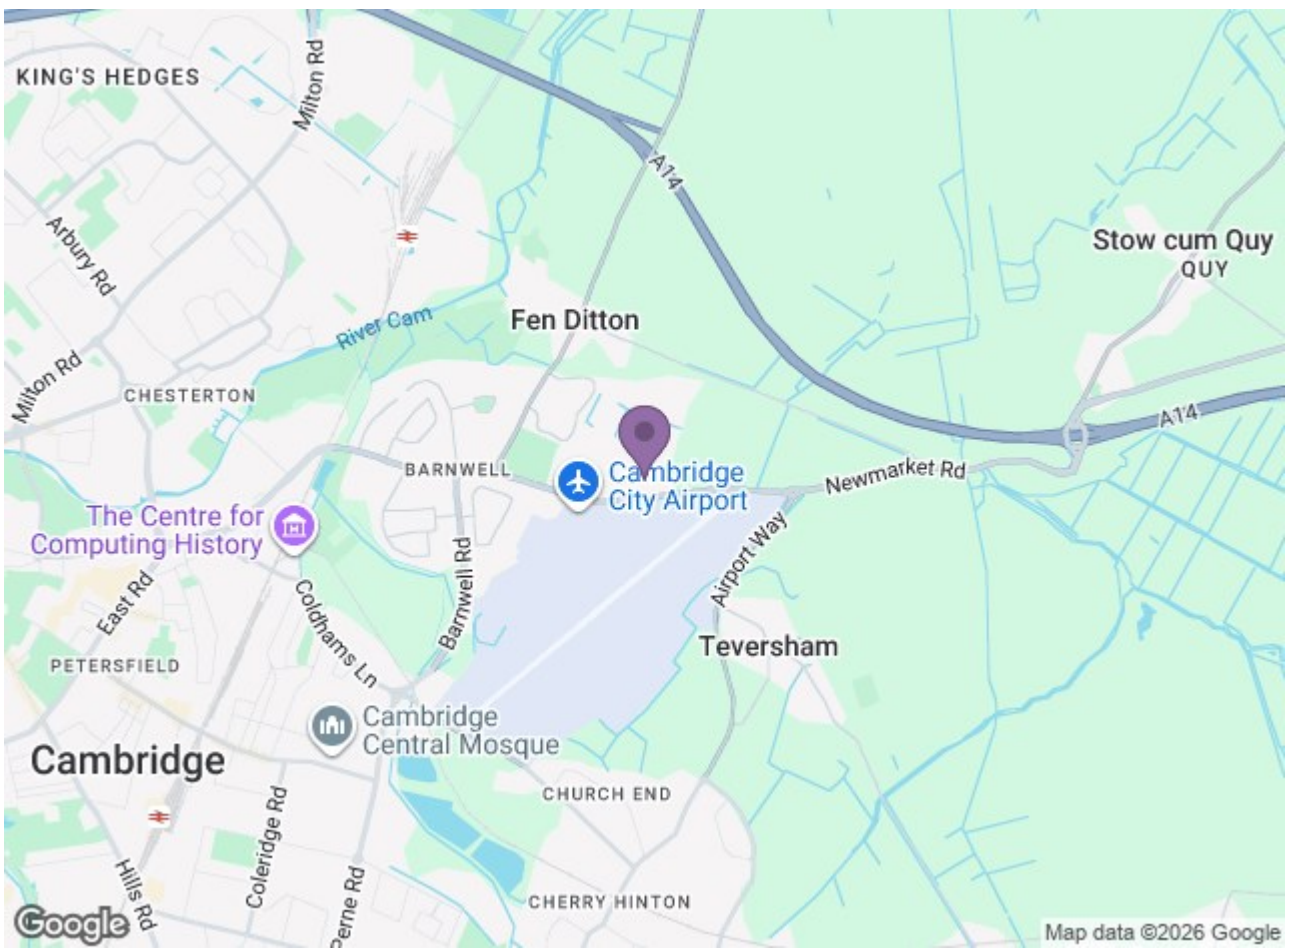 KING'S HEDGES
Milton Rd
A14
Arbury Rd
Stow cum Quy
QUY
River Cam
Fen Ditton
Milton Rd
CHESTERTON
A14
BARNWELL
Cambridge
City Airport
Newmarket Rd
The Centre for
Computing History
Airport Way
Barnwell Rd
East Rd
Coldhams Ln
Teversham
PETERSFIELD
Cambridge
Central Mosque
Cambridge
CHURCH END
Coleridge Rd
Hills Rd
Perne Rd
CHERRY HINTON
Google
Map data ©2026 Google